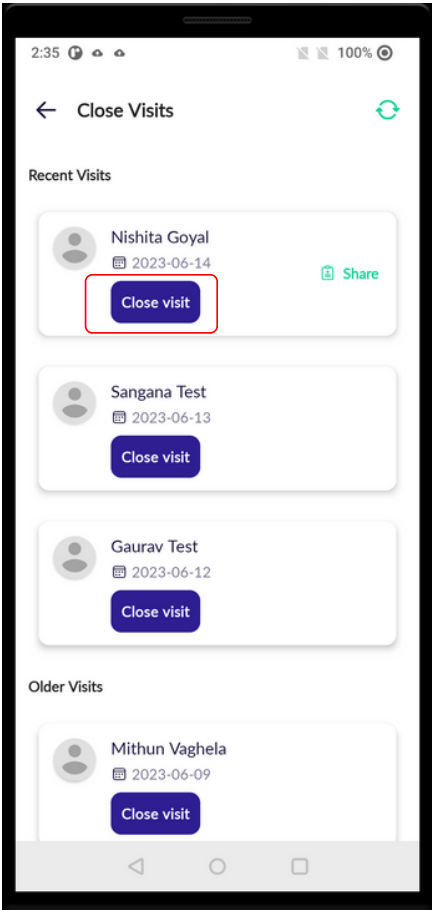 2:35 100%
Close Visits
Recent Visits
Nishita Goyal
2023-06-14
Share
Close visit
Sangana Test
2023-06-13
Close visit
Gaurav Test
2023-06-12
Close visit
Older Visits
Mithun Vaghela
2023-06-09
Close visit